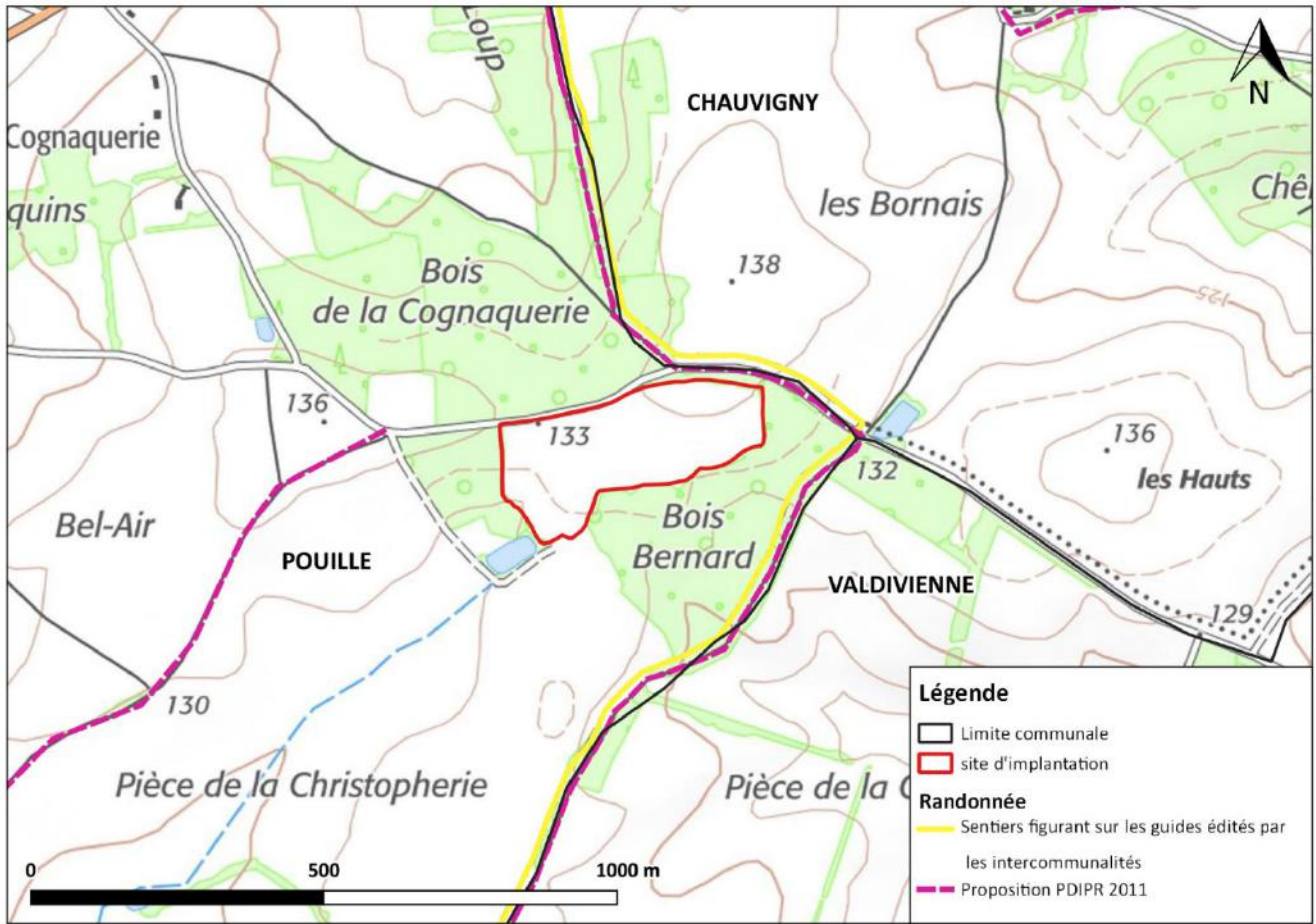 Loup
CHAUVIGNY
N
Cognaquerie
quins
les Bornais
Chê
Bois
de la Cognaquerie
138
125
136
133
136
132
les Hauts
Bel-Air
POUILLE
Bois
Bernard
VALDIVIENNE
129
130
Pièce de la Christopherie
Pièce de la C
0 500 1000 m
Légende
Limite communale
site d'implantation
Randonnée
Sentiers figurant sur les guides édités par
les intercommunalités
Proposition PDIPR 2011